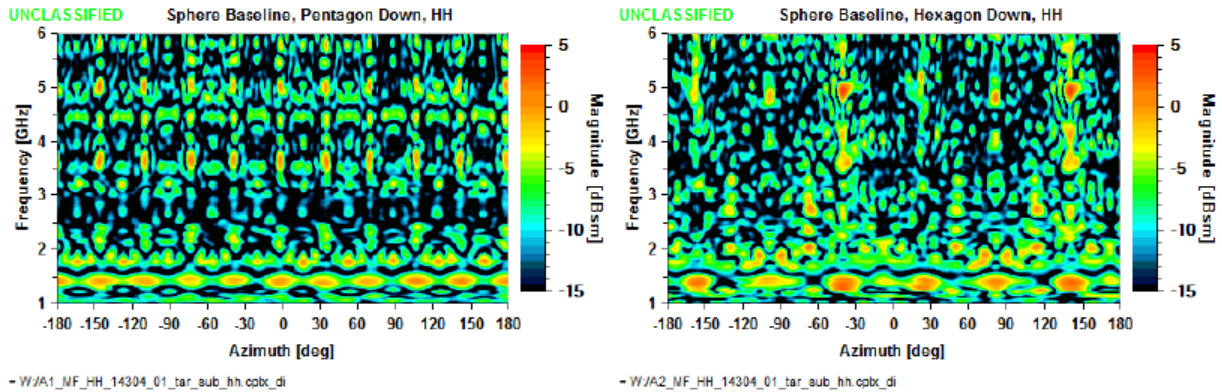 UNCLASSIFIED Sphere Baseline, Pentagon Down, HH
6
5
4
3
2
1
Frequency [GHz]
-180 -150 -120 -90 -60 -30 0 30 60 90 120 150 180
Azimuth [deg]
5
0
-5
-10
-15
Magnitude [dBsm]
- W:/A1_MF_HH_14304_01_tar_sub_hh.cplx_di
UNCLASSIFIED Sphere Baseline, Hexagon Down, HH
6
5
4
3
2
1
Frequency [GHz]
-180 -150 -120 -90 -60 -30 0 30 60 90 120 150 180
Azimuth [deg]
5
0
-5
-10
-15
Magnitude [dBsm]
- W:/A2_MF_HH_14304_01_tar_sub_hh.cplx_di